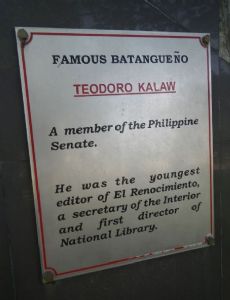 FAMOUS BATANGUEÑO
TEODORO KALAW
A member of the Philippine
Senate.
He was the youngest
editor of El Renocimiento,
a secretary of the Interior
and first director of
National Library.